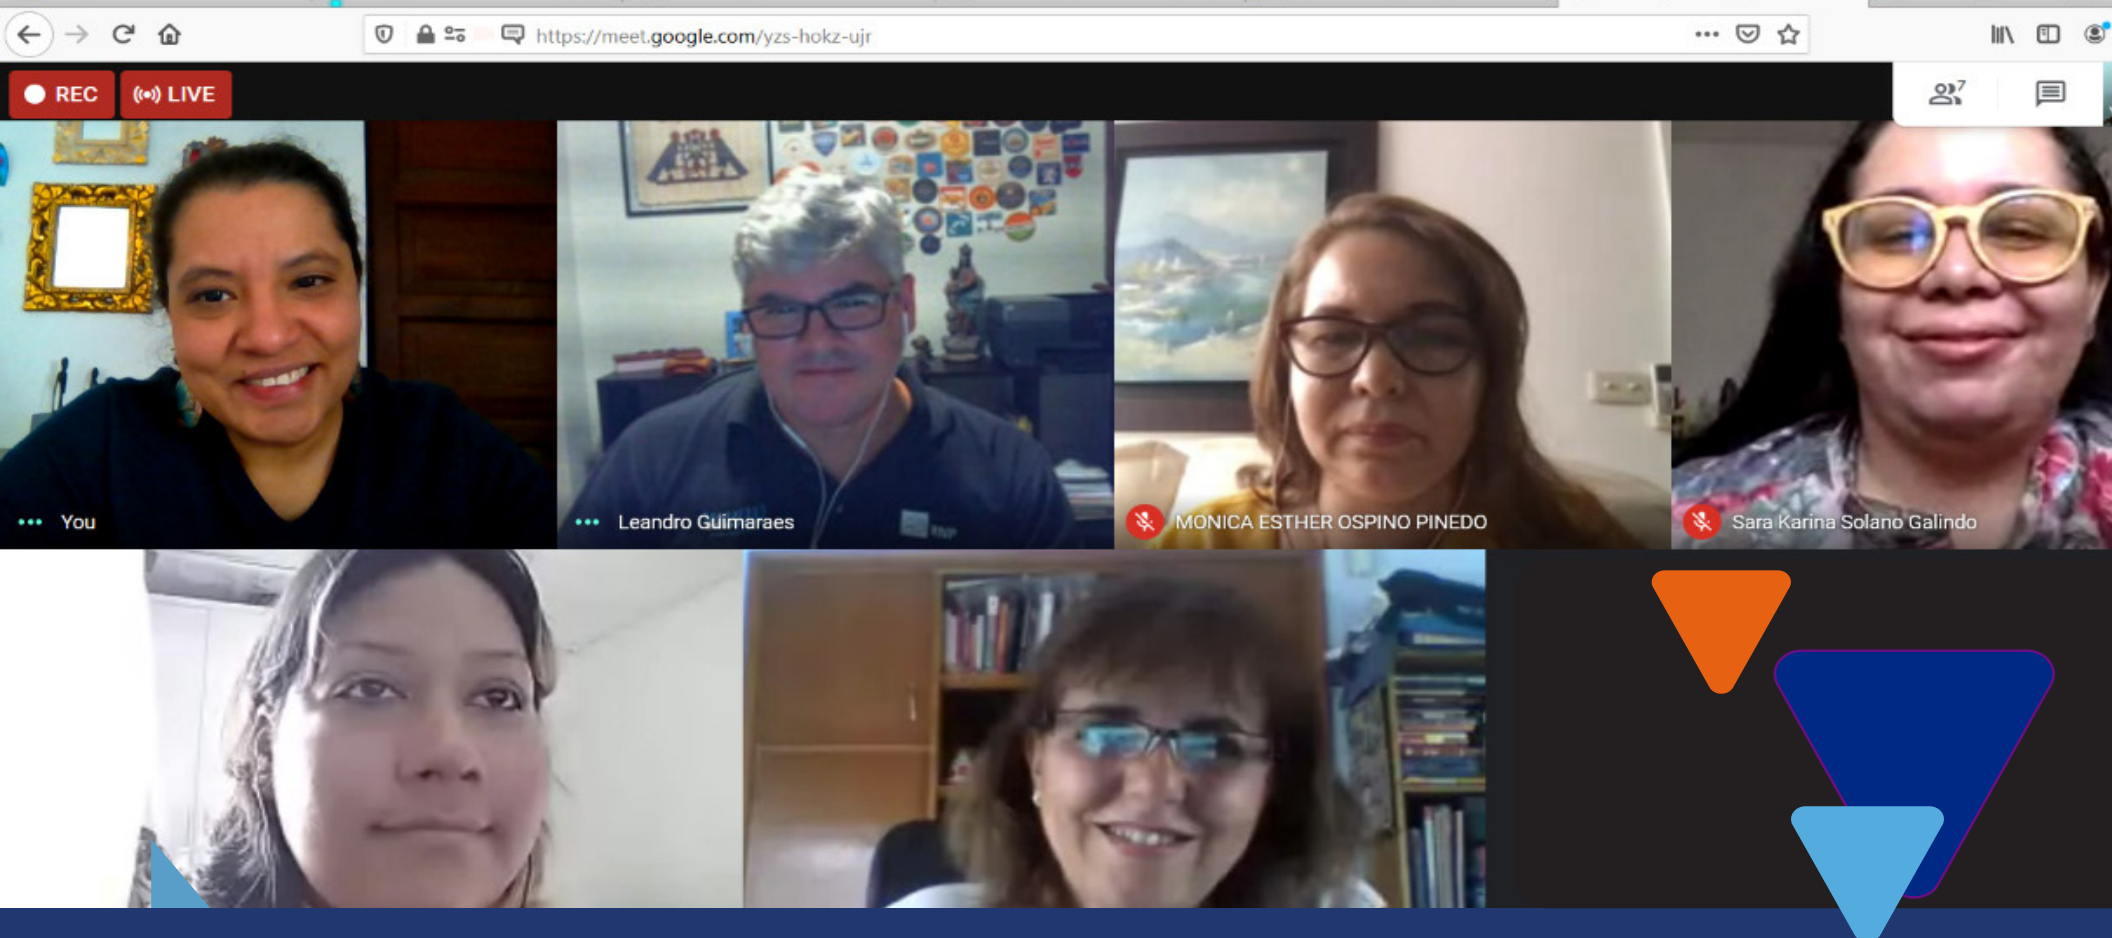 https://meet.google.com/yzs-hokz-ujr
REC
LIVE
7
You
Leandro Guimaraes
MONICA ESTHER OSPINO PINEDO
Sara Karina Solano Galindo
RNP